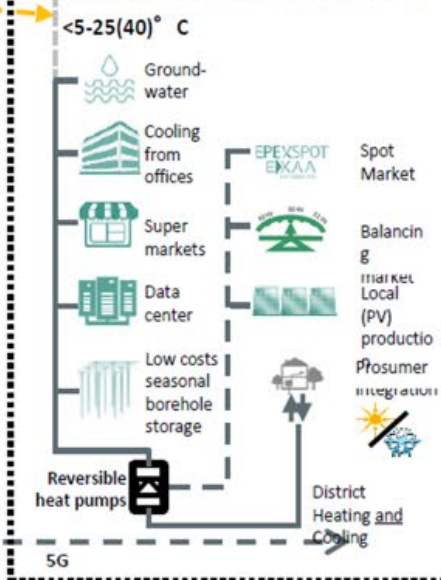 <5-25(40)° C
Ground-
water
Cooling
from
offices
Super
markets
Data
center
Low costs
seasonal
borehole
storage
Reversible
heat pumps
EPEXSPOT
EXAA
Spot
Market
Balancin
g
market
Local
(PV)
productio
n
Prosumer
integration
District
Heating and
Cooling
5G